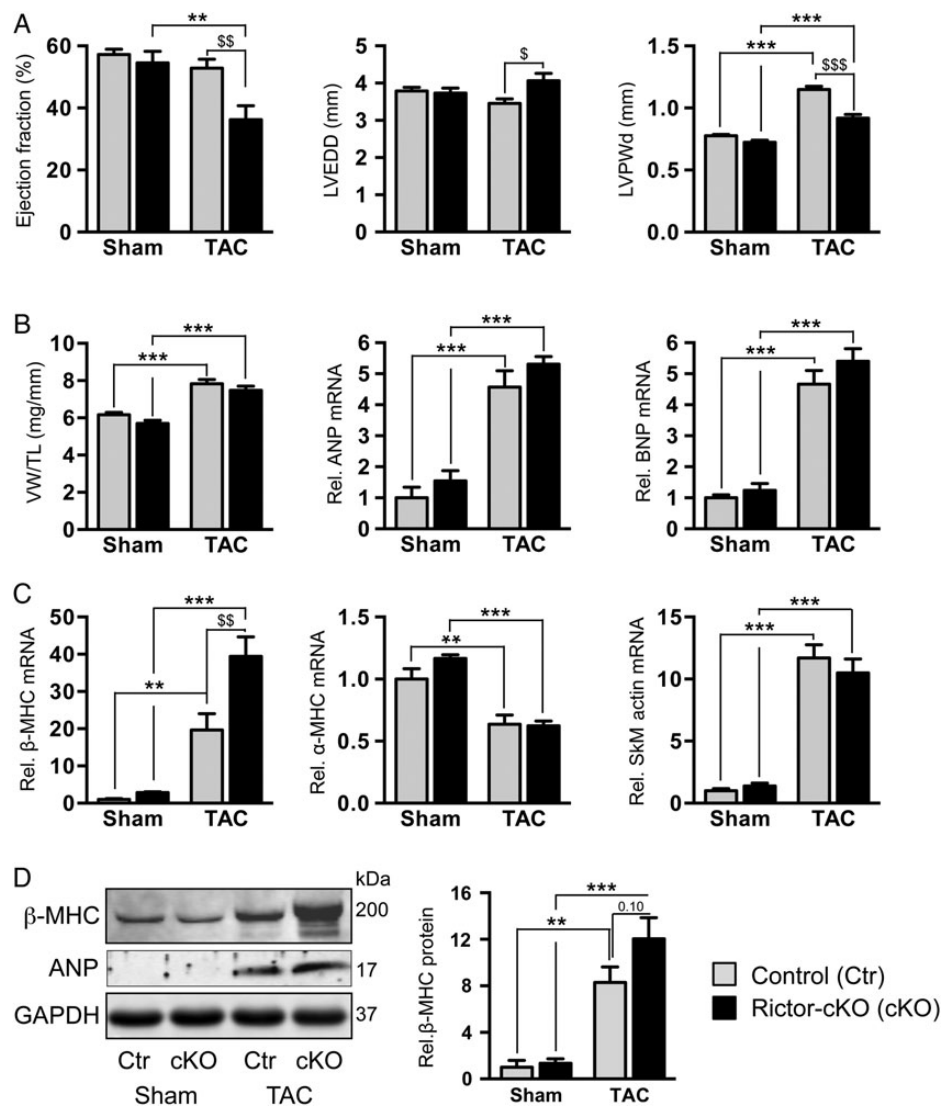 A
Ejection fraction (%)
60
40
20
0
**
$$
Sham TAC
LVEDD (mm)
5
4
3
2
1
0
$
Sham TAC
LVPWd (mm)
1.5
1.0
0.5
0.0
***
***
$$$
Sham TAC
B
VW/TL (mg/mm)
10
8
6
4
2
0
***
***
Sham TAC
Rel. ANP mRNA
6
5
4
3
2
1
0
***
***
Sham TAC
Rel. BNP mRNA
6
5
4
3
2
1
0
***
***
Sham TAC
C
Rel. β-MHC mRNA
50
40
30
20
10
0
***
$$
**
Sham TAC
Rel. α-MHC mRNA
1.5
1.0
0.5
0.0
***
**
Sham TAC
Rel. SkM actin mRNA
15
10
5
0
***
***
Sham TAC
D
kDa
β-MHC 200
ANP 17
GAPDH 37
Ctr cKO Ctr cKO
Sham TAC
Rel.β-MHC protein
16
12
8
4
0
***
0.10
**
Sham TAC
Control (Ctr)
Rictor-cKO (cKO)